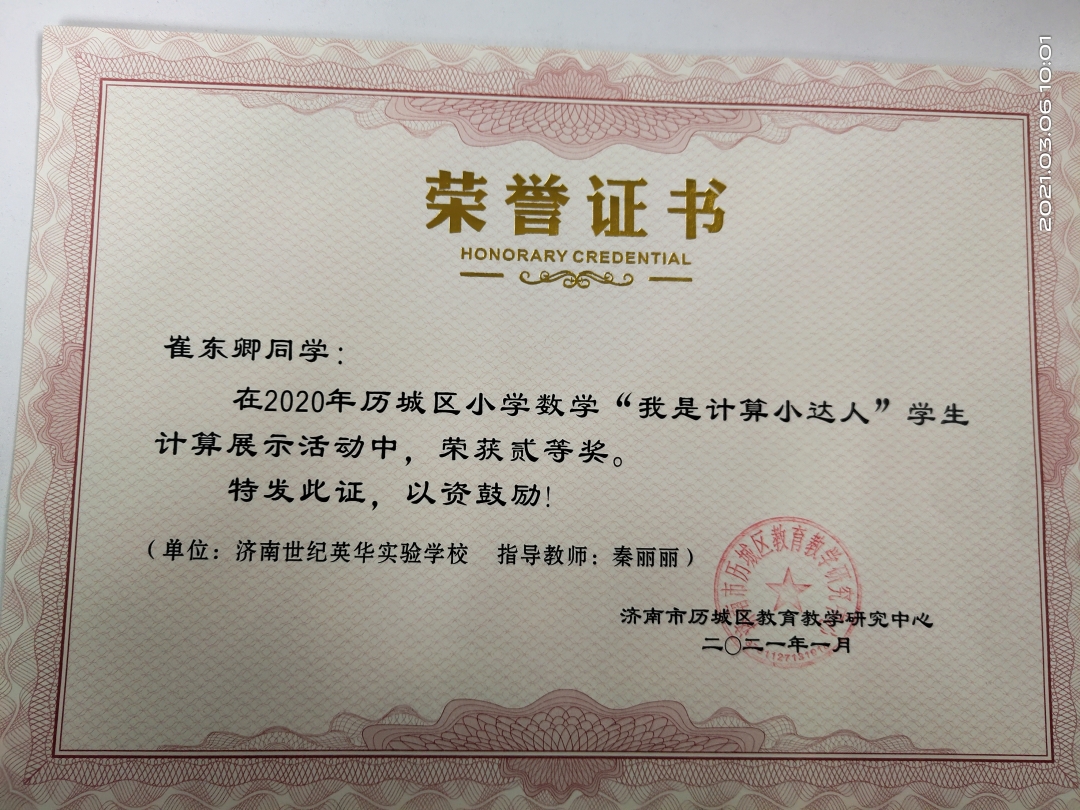 荣誉证书
HONORARY CREDENTIAL
崔东卿同学：
在2020年历城区小学数学“我是计算小达人”学生
计算展示活动中，荣获贰等奖。
特发此证，以资鼓励！
（单位：济南世纪英华实验学校 指导教师：秦丽丽）
济南市历城区教育教学研究中心
二〇二一年一月
2021.03.06 10:01